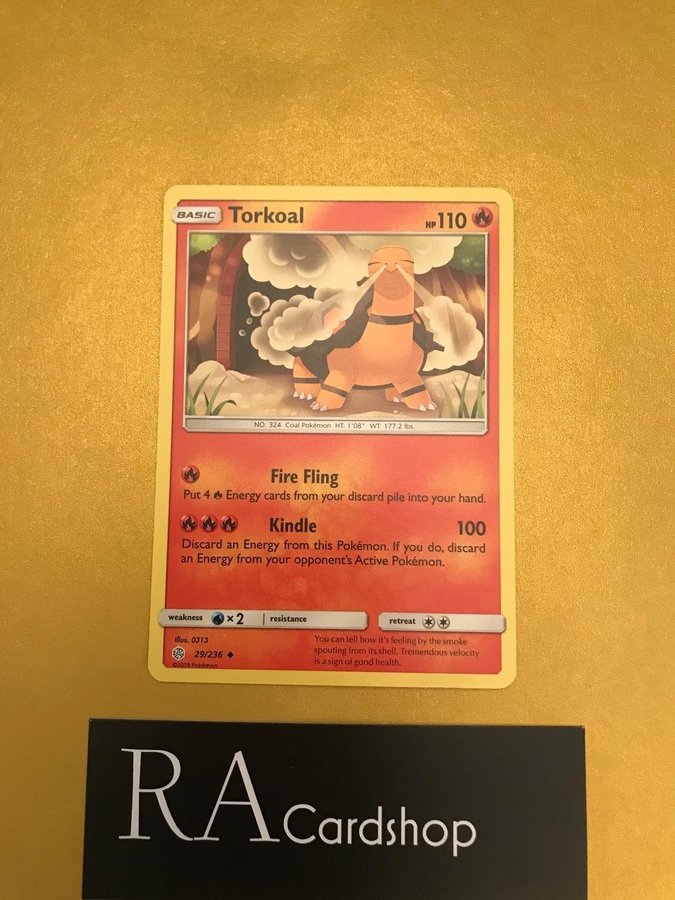 BASIC Torkoal HP 110
NO. 324 Coal Pokémon HT: 1'08" WT: 177.2 lbs.
Fire Fling
Put 4 Energy cards from your discard pile into your hand.
Kindle 100
Discard an Energy from this Pokémon. If you do, discard
an Energy from your opponent's Active Pokémon.
weakness ×2 resistance retreat
Illus. 0313
29/236
©2019 Pokémon
You can tell how it's feeling by the smoke
spouting from its shell. Tremendous velocity
is a sign of good health.
RA Cardshop